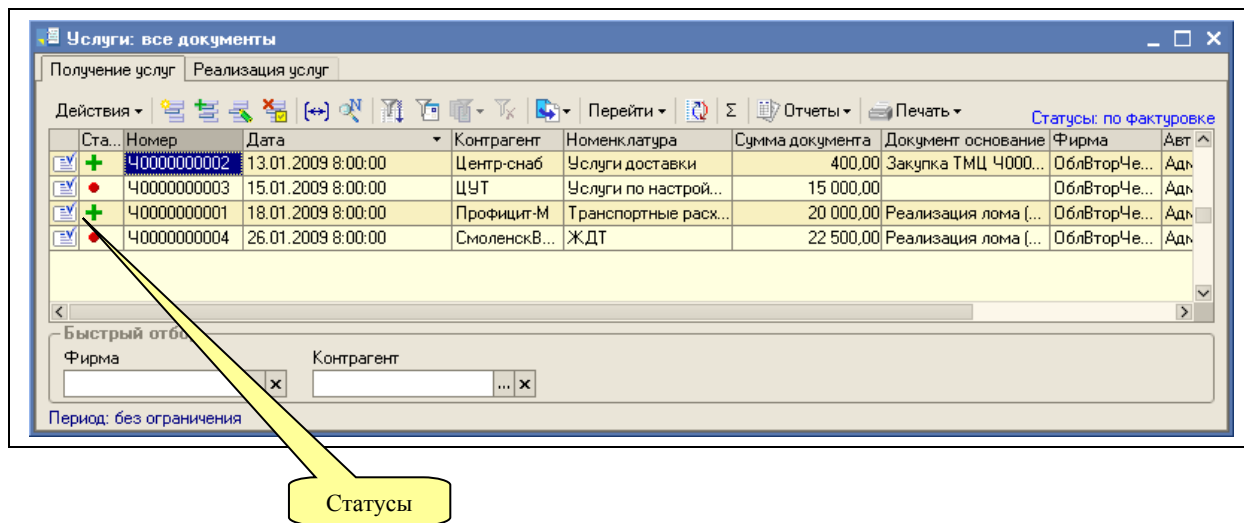 Услуги: все документы
Получение услуг Реализация услуг
Действия Перейти Σ Отчеты Печать Статусы: по фактуровке
Ста... Номер Дата Контрагент Номенклатура Сумма документа Документ основание Фирма Авт
Ч0000000002 13.01.2009 8:00:00 Центр-снаб Услуги доставки 400,00 Закупка ТМЦ Ч000... ОблВторЧе... Адм
Ч0000000003 15.01.2009 8:00:00 ЦУТ Услуги по настрой... 15 000,00 ОблВторЧе... Адм
Ч0000000001 18.01.2009 8:00:00 Профицит-М Транспортные расх... 20 000,00 Реализация лома (... ОблВторЧе... Адм
Ч0000000004 26.01.2009 8:00:00 СмоленскВ... ЖДТ 22 500,00 Реализация лома (... ОблВторЧе... Адм
Быстрый отбо
Фирма Контрагент
... x
Период: без ограничения
Статусы